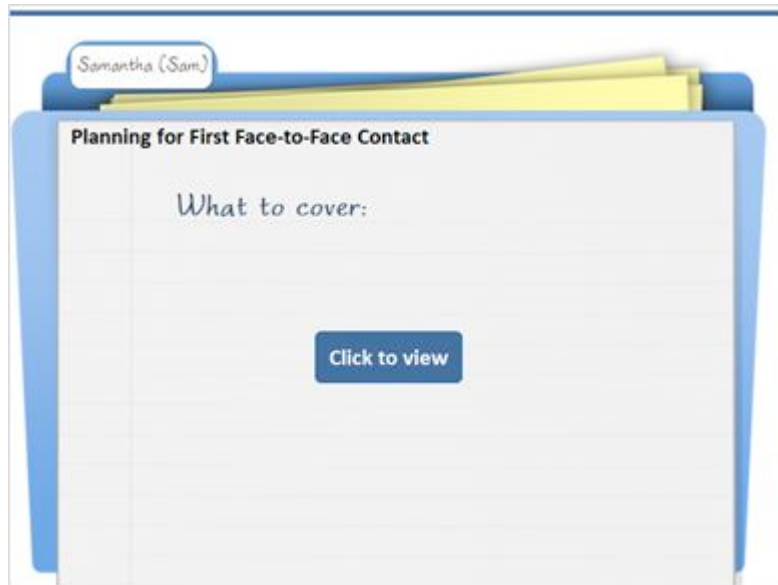 Samantha (Sam)
Planning for First Face-to-Face Contact
What to cover:
Click to view